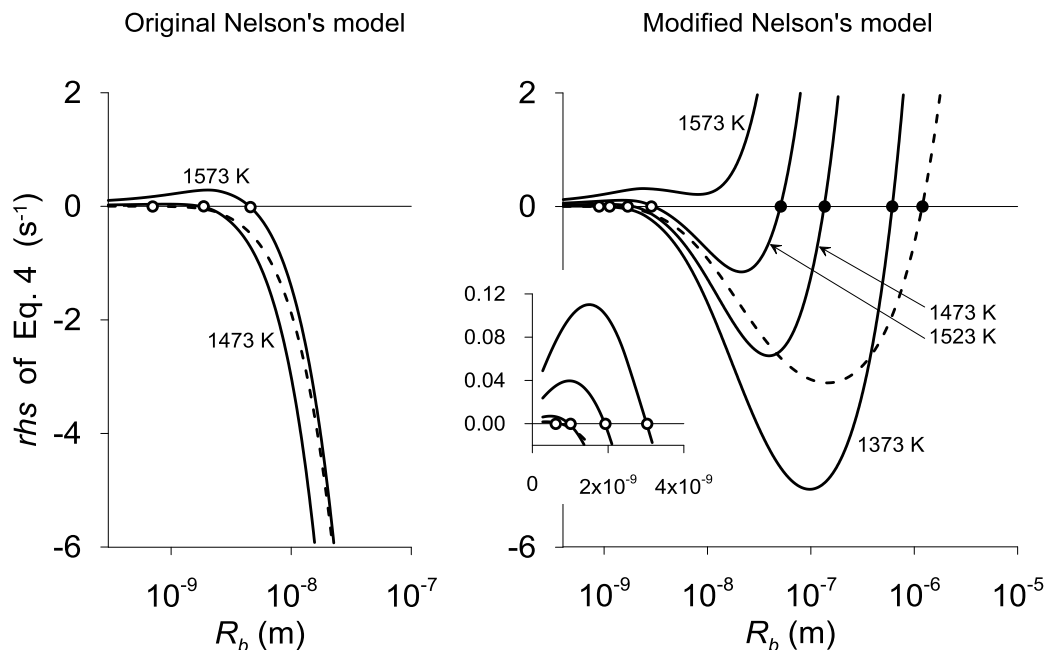 Original Nelson's model
Modified Nelson's model
rhs of Eq. 4 (s⁻¹)
2
0
-2
-4
-6
1573 K
1473 K
10⁻⁹
10⁻⁸
10⁻⁷
R_b (m)
2
0
-6
1573 K
1473 K
1523 K
1373 K
0.12
0.08
0.04
0.00
0
2x10⁻⁹
4x10⁻⁹
10⁻⁹
10⁻⁸
10⁻⁷
10⁻⁶
10⁻⁵
R_b (m)